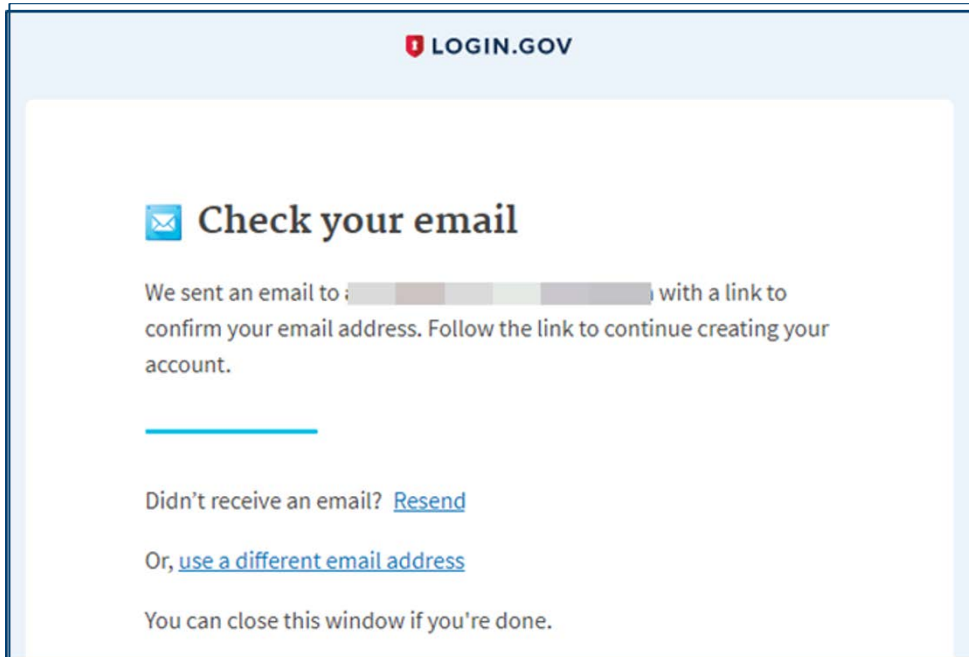 LOGIN.GOV
Check your email
We sent an email to with a link to
confirm your email address. Follow the link to continue creating your
account.
Didn’t receive an email? Resend
Or, use a different email address
You can close this window if you're done.